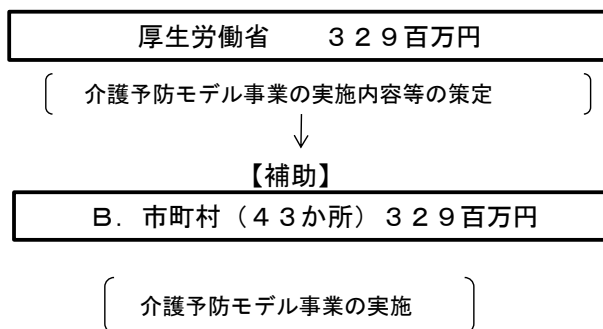 厚生労働省　　３２９百万円
介護予防モデル事業の実施内容等の策定
【補助】
Ｂ．市町村（４３か所）３２９百万円
介護予防モデル事業の実施